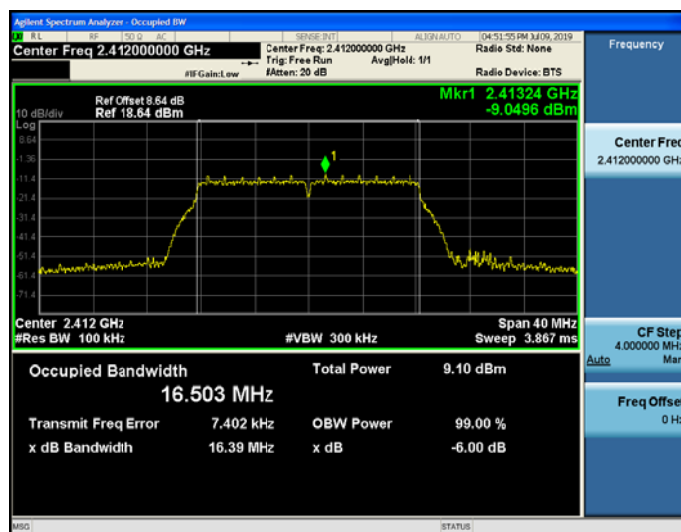 Agilent Spectrum Analyzer - Occupied BW
LXI RL RF 50 Ω AC SENSE:INT ALIGN AUTO 04:51:55 PM Jul 09, 2019
Center Freq 2.412000000 GHz Center Freq: 2.412000000 GHz Radio Std: None Frequency
Trig: Free Run Avg|Hold: 1/1
#IFGain:Low #Atten: 20 dB Radio Device: BTS
Ref Offset 8.64 dB Mkr1 2.41324 GHz
10 dB/div Ref 18.64 dBm -9.0496 dBm
Log
8.64
-1.36
-11.4
-21.4
-31.4
-41.4
-51.4
-61.4
-71.4
1
Center Freq
2.412000000 GHz
Center 2.412 GHz Span 40 MHz
#Res BW 100 kHz #VBW 300 kHz Sweep 3.867 ms
CF Step
4.000000 MHz
Auto Man
Occupied Bandwidth Total Power 9.10 dBm
16.503 MHz
Freq Offset
0 Hz
Transmit Freq Error 7.402 kHz OBW Power 99.00 %
x dB Bandwidth 16.39 MHz x dB -6.00 dB
MSG STATUS